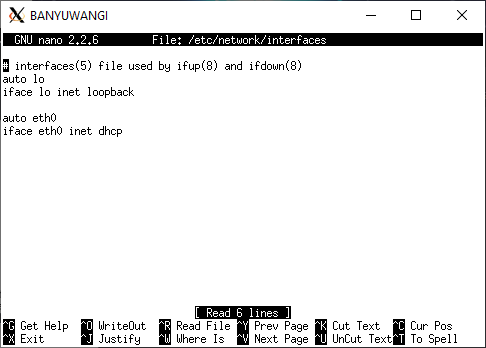 BANYUWANGI
GNU nano 2.2.6 File: /etc/network/interfaces
# interfaces(5) file used by ifup(8) and ifdown(8)
auto lo
iface lo inet loopback
auto eth0
iface eth0 inet dhcp
[ Read 6 lines ]
^G Get Help ^O WriteOut ^R Read File ^Y Prev Page ^K Cut Text ^C Cur Pos
^X Exit ^J Justify ^W Where Is ^V Next Page ^U UnCut Text ^T To Spell